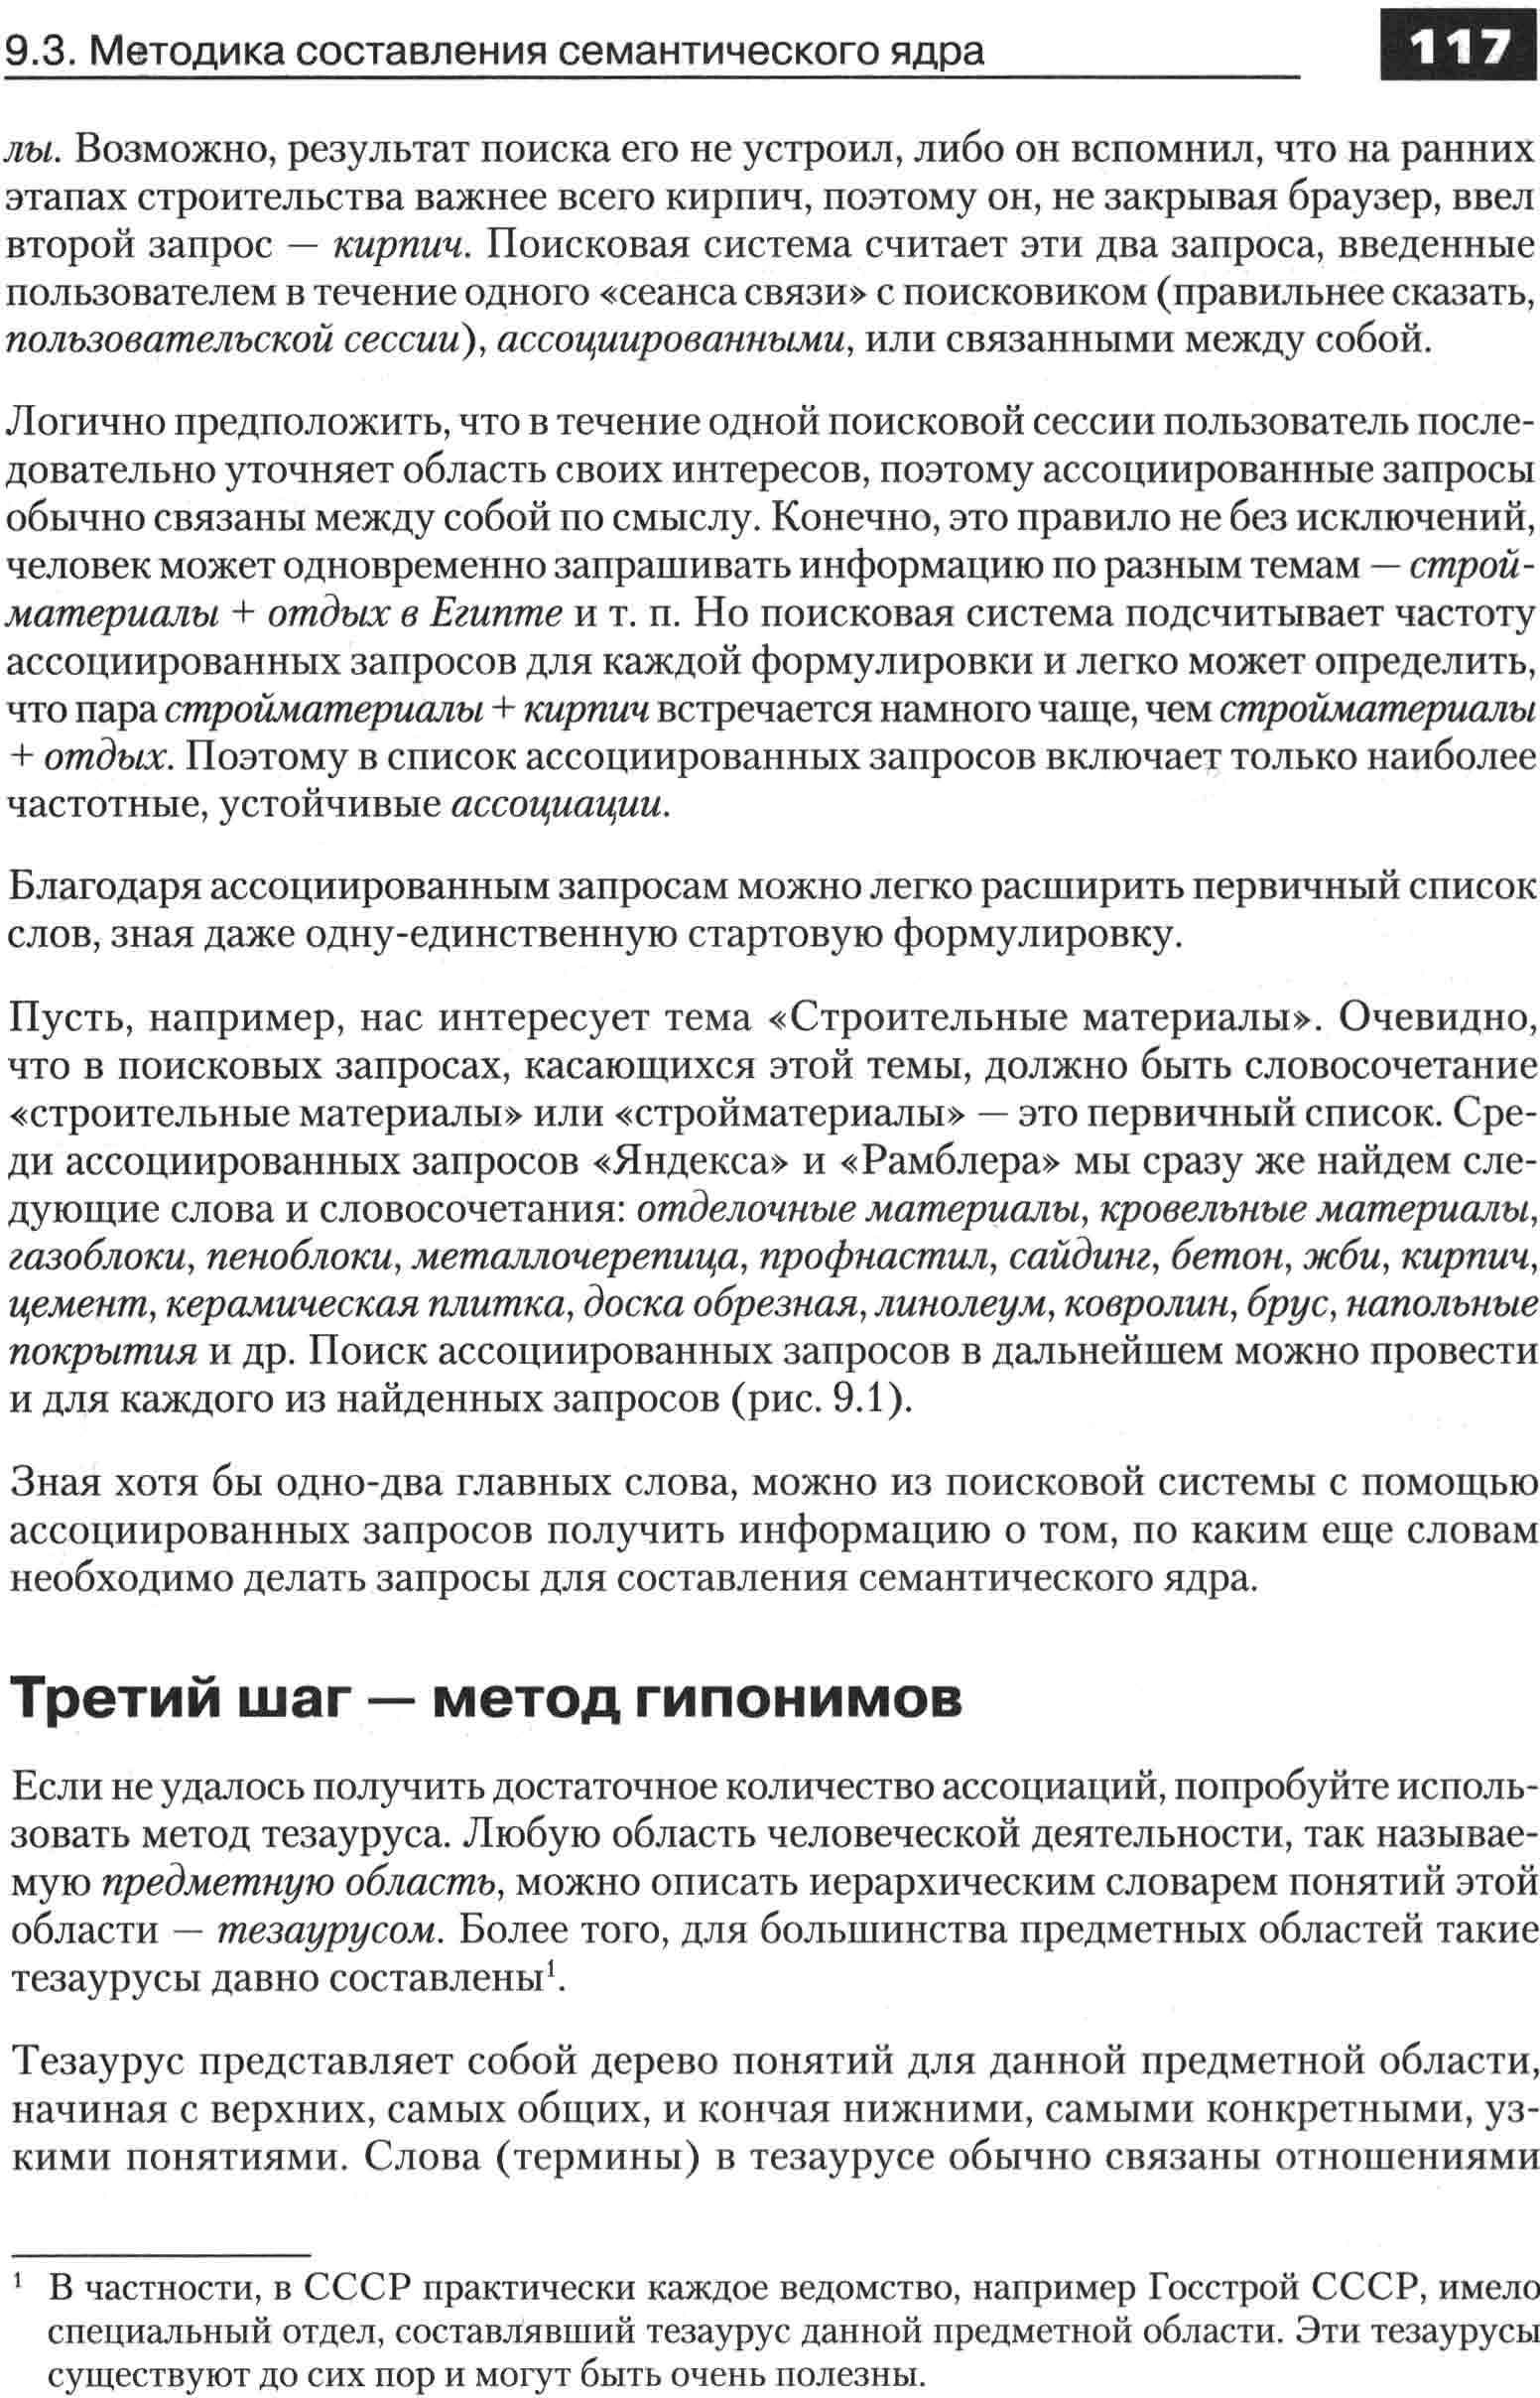 9.3. Методика составления семантического ядра 117
лы. Возможно, результат поиска его не устроил, либо он вспомнил, что на ранних
этапах строительства важнее всего кирпич, поэтому он, не закрывая браузер, ввел
второй запрос — кирпич. Поисковая система считает эти два запроса, введенные
пользователем в течение одного «сеанса связи» с поисковиком (правильнее сказать,
пользовательской сессии), ассоциированными, или связанными между собой.
Логично предположить, что в течение одной поисковой сессии пользователь после-
довательно уточняет область своих интересов, поэтому ассоциированные запросы
обычно связаны между собой по смыслу. Конечно, это правило не без исключений,
человек может одновременно запрашивать информацию по разным темам — строй-
материалы + отдых в Египте и т. п. Но поисковая система подсчитывает частоту
ассоциированных запросов для каждой формулировки и легко может определить,
что пара стройматериалы + кирпич встречается намного чаще, чем стройматериалы
+ отдых. Поэтому в список ассоциированных запросов включает только наиболее
частотные, устойчивые ассоциации.
Благодаря ассоциированным запросам можно легко расширить первичный список
слов, зная даже одну-единственную стартовую формулировку.
Пусть, например, нас интересует тема «Строительные материалы». Очевидно,
что в поисковых запросах, касающихся этой темы, должно быть словосочетание
«строительные материалы» или «стройматериалы» — это первичный список. Сре-
ди ассоциированных запросов «Яндекса» и «Рамблера» мы сразу же найдем сле-
дующие слова и словосочетания: отделочные материалы, кровельные материалы,
газоблоки, пеноблоки, металлочерепица, профнастил, сайдинг, бетон, жби, кирпич,
цемент, керамическая плитка, доска обрезная, линолеум, ковролин, брус, напольные
покрытия и др. Поиск ассоциированных запросов в дальнейшем можно провести
и для каждого из найденных запросов (рис. 9.1).
Зная хотя бы одно-два главных слова, можно из поисковой системы с помощью
ассоциированных запросов получить информацию о том, по каким еще словам
необходимо делать запросы для составления семантического ядра.
Третий шаг — метод гипонимов
Если не удалось получить достаточное количество ассоциаций, попробуйте исполь-
зовать метод тезауруса. Любую область человеческой деятельности, так называе-
мую предметную область, можно описать иерархическим словарем понятий этой
области — тезаурусом. Более того, для большинства предметных областей такие
тезаурусы давно составлены¹.
Тезаурус представляет собой дерево понятий для данной предметной области,
начиная с верхних, самых общих, и кончая нижними, самыми конкретными, уз-
кими понятиями. Слова (термины) в тезаурусе обычно связаны отношениями
¹ В частности, в СССР практически каждое ведомство, например Госстрой СССР, имело
специальный отдел, составлявший тезаурус данной предметной области. Эти тезаурусы
существуют до сих пор и могут быть очень полезны.